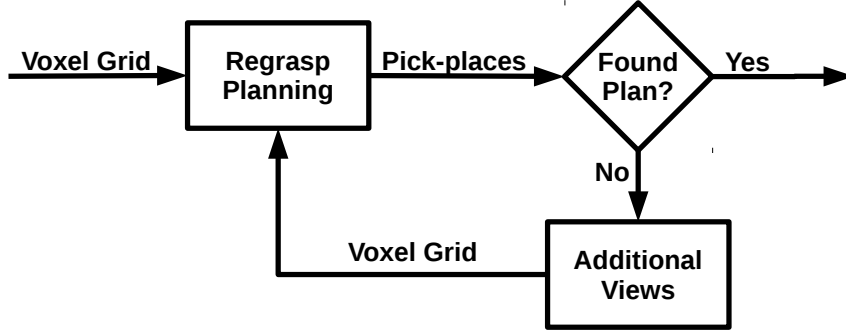 Voxel Grid
Regrasp
Planning
Pick-places
Found
Plan?
Yes
No
Voxel Grid
Additional
Views